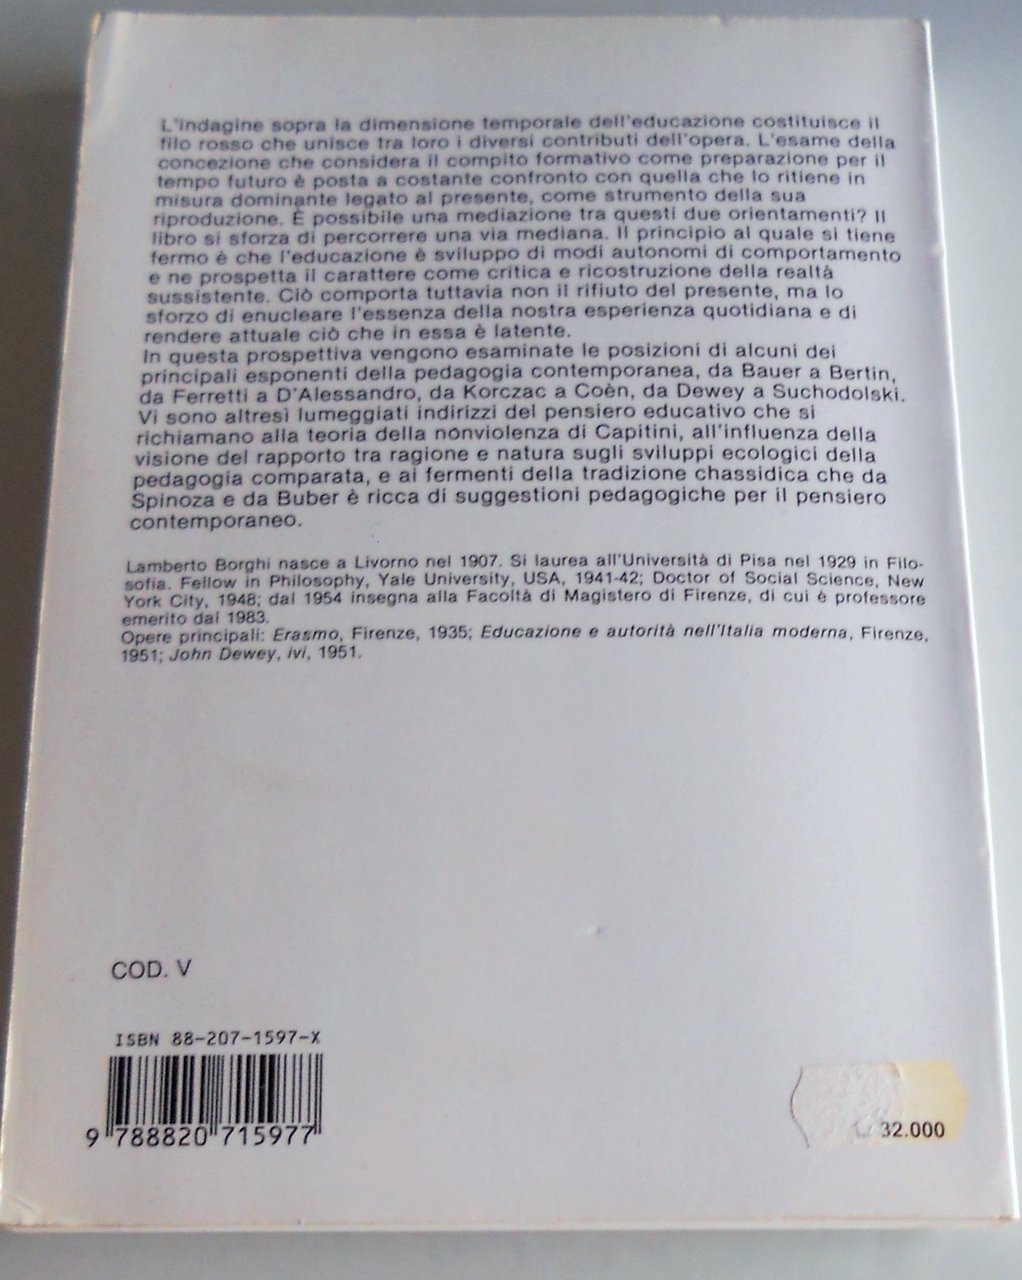 L'indagine sopra la dimensione temporale dell'educazione costituisce il
filo rosso che unisce tra loro i diversi contributi dell'opera. L'esame della
concezione che considera il compito formativo come preparazione per il
tempo futuro è posta a costante confronto con quella che lo ritiene in
misura dominante legato al presente, come strumento della sua
riproduzione. È possibile una mediazione tra questi due orientamenti? Il
libro si sforza di percorrere una via mediana. Il principio al quale si tiene
fermo è che l'educazione è sviluppo di modi autonomi di comportamento
e ne prospetta il carattere come critica e ricostruzione della realtà
sussistente. Ciò comporta tuttavia non il rifiuto del presente, ma lo
sforzo di enucleare l'essenza della nostra esperienza quotidiana e di
rendere attuale ciò che in essa è latente.
In questa prospettiva vengono esaminate le posizioni di alcuni dei
principali esponenti della pedagogia contemporanea, da Bauer a Bertin,
da Ferretti a D'Alessandro, da Korczac a Coèn, da Dewey a Suchodolski.
Vi sono altresì lumeggiati indirizzi del pensiero educativo che si
richiamano alla teoria della nonviolenza di Capitini, all'influenza della
visione del rapporto tra ragione e natura sugli sviluppi ecologici della
pedagogia comparata, e ai fermenti della tradizione chassidica che da
Spinoza e da Buber è ricca di suggestioni pedagogiche per il pensiero
contemporaneo.
Lamberto Borghi nasce a Livorno nel 1907. Si laurea all'Università di Pisa nel 1929 in Filo-
sofia. Fellow in Philosophy, Yale University, USA, 1941-42; Doctor of Social Science, New
York City, 1948; dal 1954 insegna alla Facoltà di Magistero di Firenze, di cui è professore
emerito dal 1983.
Opere principali: Erasmo, Firenze, 1935; Educazione e autorità nell'Italia moderna, Firenze,
1951; John Dewey, ivi, 1951.
COD. V
ISBN 88-207-1597-X
9 788820 715977
32.000